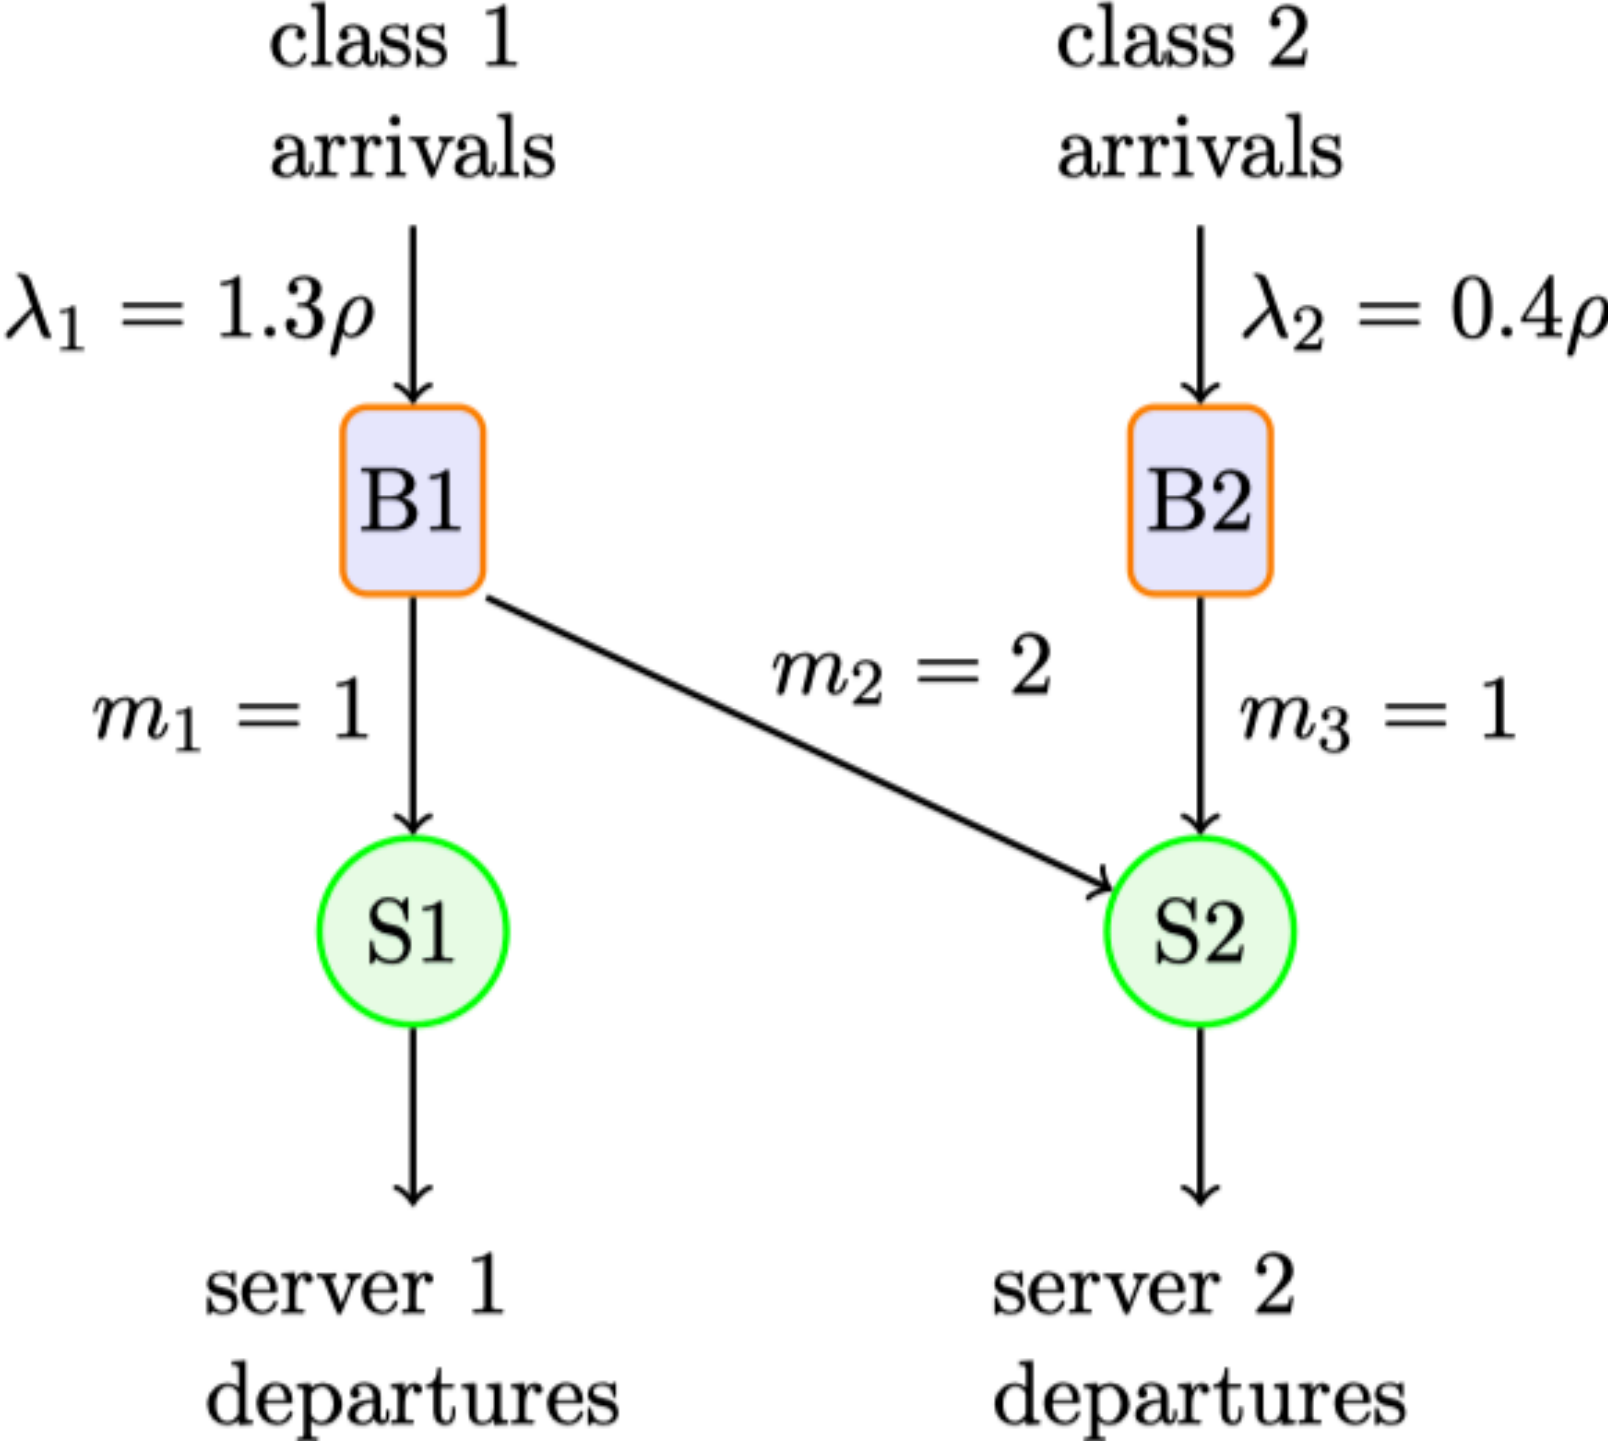 class 1
arrivals
class 2
arrivals
λ₁ = 1.3ρ
λ₂ = 0.4ρ
B1
B2
m₂ = 2
m₁ = 1
m₃ = 1
S1
S2
server 1
departures
server 2
departures